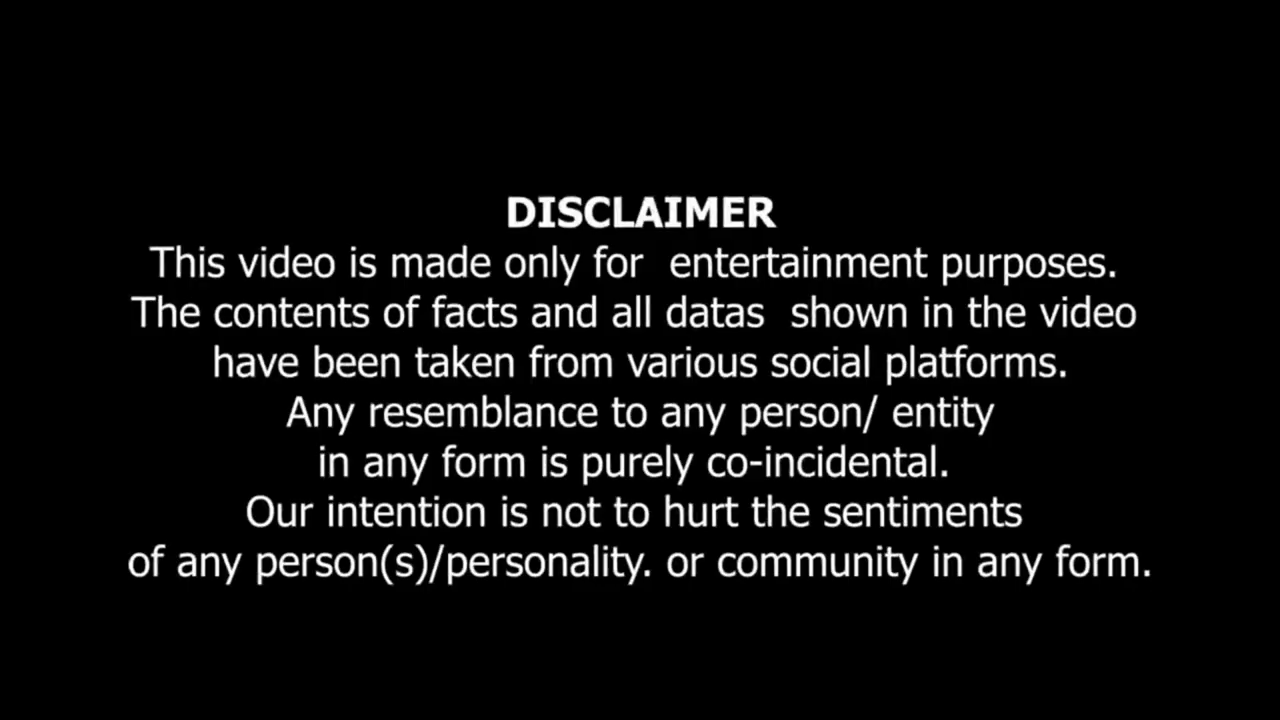 DISCLAIMER
This video is made only for  entertainment purposes.
The contents of facts and all datas  shown in the video
have been taken from various social platforms.
Any resemblance to any person/ entity
in any form is purely co-incidental.
Our intention is not to hurt the sentiments
of any person(s)/personality. or community in any form.